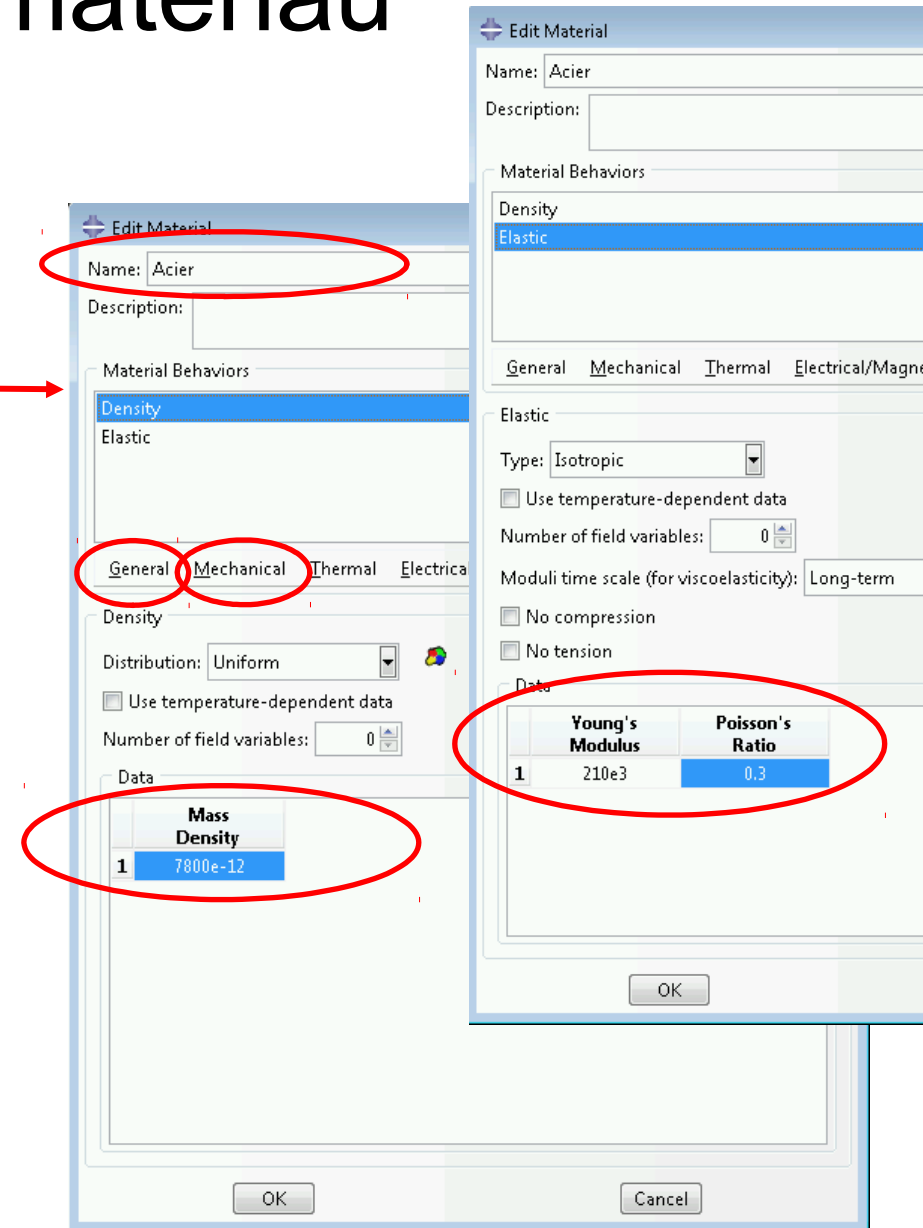 Edit Material
Name: Acier
Description:
Material Behaviors
Density
Elastic
General Mechanical Thermal
Density
Distribution: Uniform
Use temperature-dependent data
Number of field variables: 0
Data
Mass
Density
1 7800e-12
OK Cancel
Edit Material
Name: Acier
Description:
Material Behaviors
Density
Elastic
General Mechanical Thermal
Elastic
Type: Isotropic
Use temperature-dependent data
Number of field variables: 0
Moduli time scale (for viscoelasticity): Long-term
No compression
No tension
Data
Young's Poisson's
Modulus Ratio
1 210e3 0.3
OK